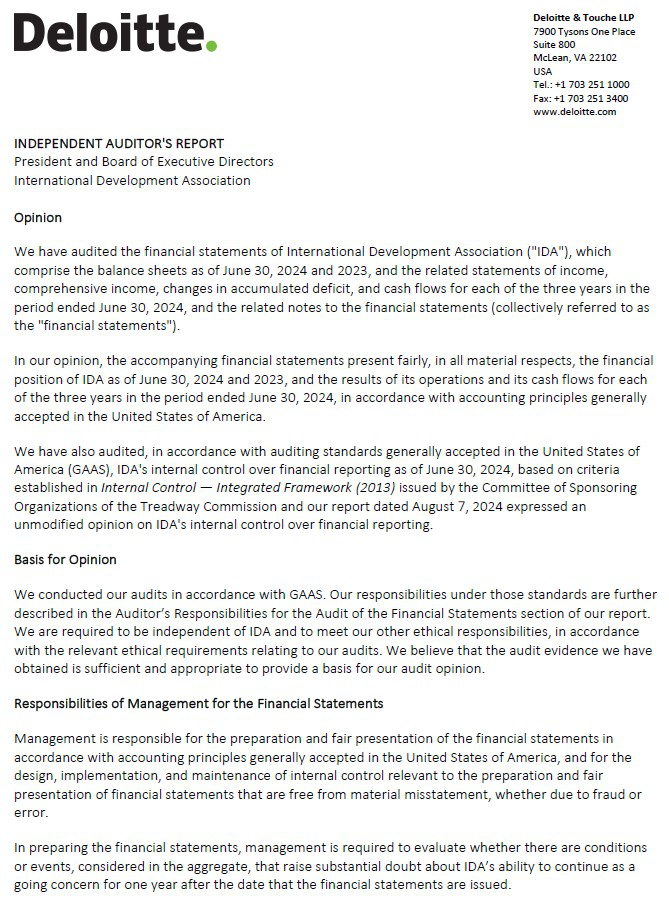 Deloitte.
Deloitte & Touche LLP
7900 Tysons One Place
Suite 800
McLean, VA 22102
USA
Tel.: +1 703 251 1000
Fax: +1 703 251 3400
www.deloitte.com
INDEPENDENT AUDITOR'S REPORT
President and Board of Executive Directors
International Development Association
Opinion
We have audited the financial statements of International Development Association ("IDA"), which
comprise the balance sheets as of June 30, 2024 and 2023, and the related statements of income,
comprehensive income, changes in accumulated deficit, and cash flows for each of the three years in the
period ended June 30, 2024, and the related notes to the financial statements (collectively referred to as
the "financial statements").
In our opinion, the accompanying financial statements present fairly, in all material respects, the financial
position of IDA as of June 30, 2024 and 2023, and the results of its operations and its cash flows for each
of the three years in the period ended June 30, 2024, in accordance with accounting principles generally
accepted in the United States of America.
We have also audited, in accordance with auditing standards generally accepted in the United States of
America (GAAS), IDA's internal control over financial reporting as of June 30, 2024, based on criteria
established in Internal Control — Integrated Framework (2013) issued by the Committee of Sponsoring
Organizations of the Treadway Commission and our report dated August 7, 2024 expressed an
unmodified opinion on IDA's internal control over financial reporting.
Basis for Opinion
We conducted our audits in accordance with GAAS. Our responsibilities under those standards are further
described in the Auditor’s Responsibilities for the Audit of the Financial Statements section of our report.
We are required to be independent of IDA and to meet our other ethical responsibilities, in accordance
with the relevant ethical requirements relating to our audits. We believe that the audit evidence we have
obtained is sufficient and appropriate to provide a basis for our audit opinion.
Responsibilities of Management for the Financial Statements
Management is responsible for the preparation and fair presentation of the financial statements in
accordance with accounting principles generally accepted in the United States of America, and for the
design, implementation, and maintenance of internal control relevant to the preparation and fair
presentation of financial statements that are free from material misstatement, whether due to fraud or
error.
In preparing the financial statements, management is required to evaluate whether there are conditions
or events, considered in the aggregate, that raise substantial doubt about IDA’s ability to continue as a
going concern for one year after the date that the financial statements are issued.